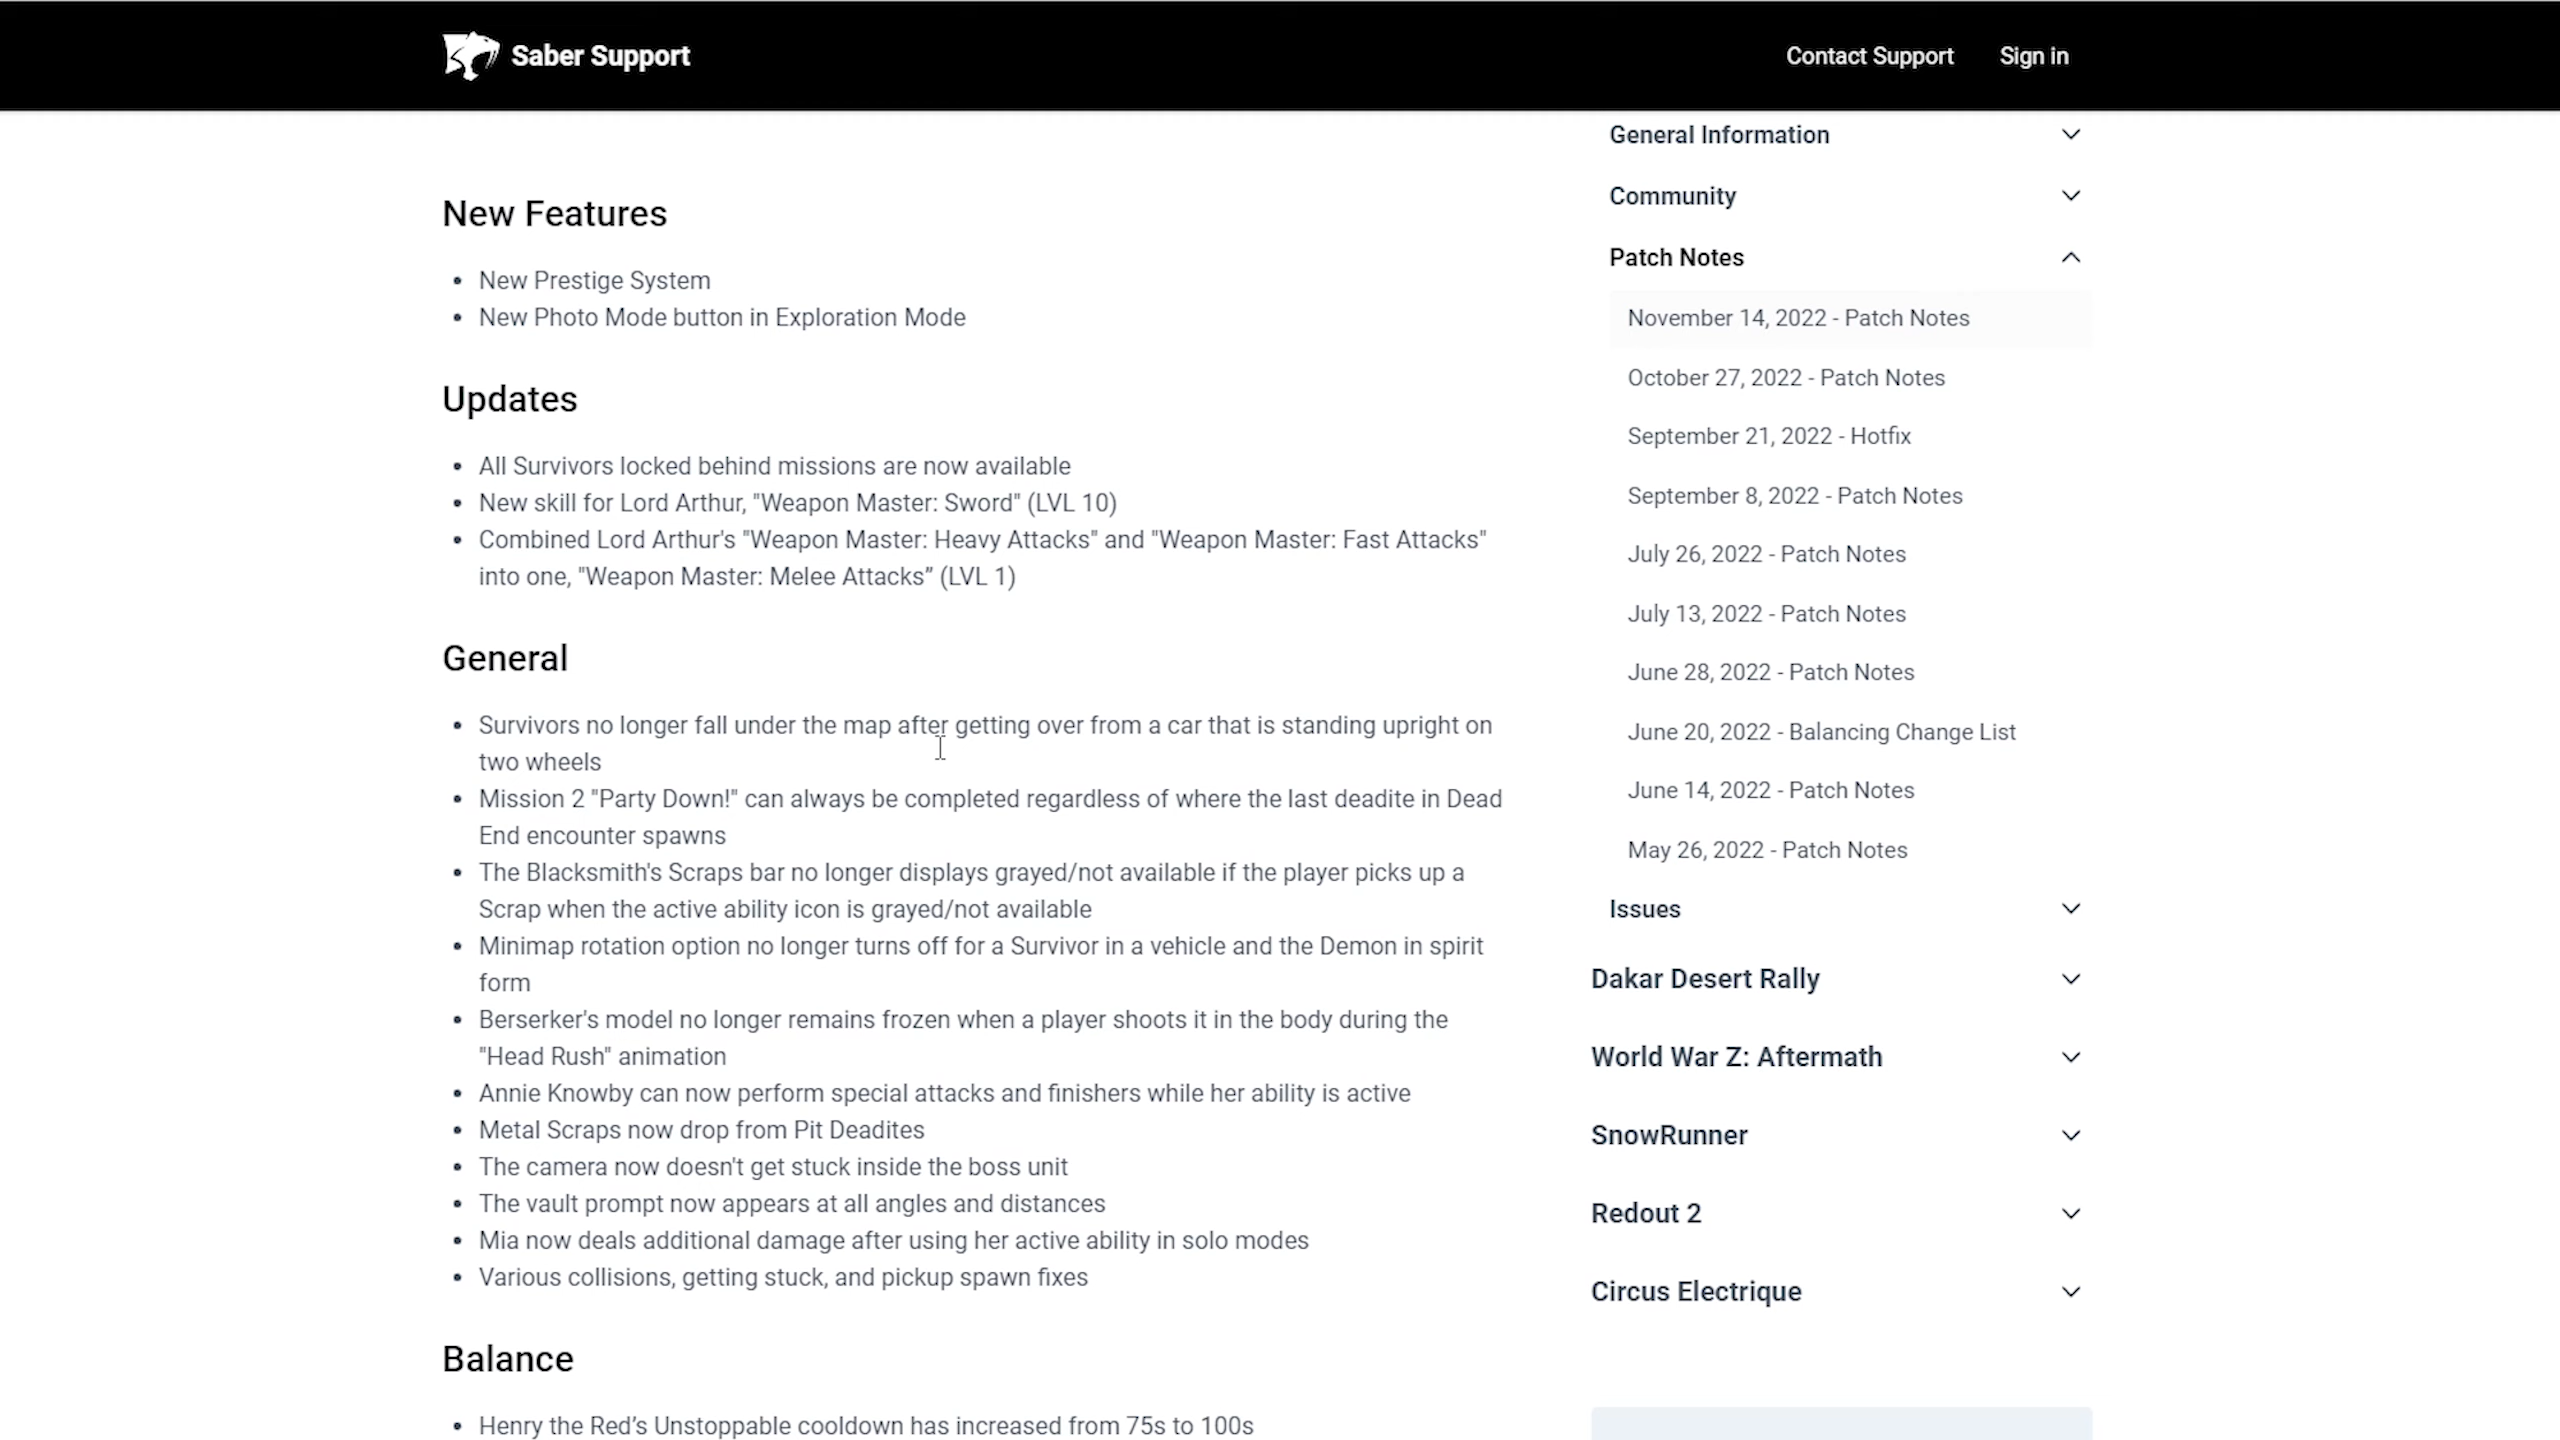 Saber Support
Contact Support
Sign in
New Features
New Prestige System
New Photo Mode button in Exploration Mode
Updates
All Survivors locked behind missions are now available
New skill for Lord Arthur, "Weapon Master: Sword" (LVL 10)
Combined Lord Arthur's "Weapon Master: Heavy Attacks" and "Weapon Master: Fast Attacks"
into one, "Weapon Master: Melee Attacks” (LVL 1)
General
Survivors no longer fall under the map after getting over from a car that is standing upright on
two wheels
Mission 2 "Party Down!" can always be completed regardless of where the last deadite in Dead
End encounter spawns
The Blacksmith's Scraps bar no longer displays grayed/not available if the player picks up a
Scrap when the active ability icon is grayed/not available
Minimap rotation option no longer turns off for a Survivor in a vehicle and the Demon in spirit
form
Berserker's model no longer remains frozen when a player shoots it in the body during the
"Head Rush" animation
Annie Knowby can now perform special attacks and finishers while her ability is active
Metal Scraps now drop from Pit Deadites
The camera now doesn't get stuck inside the boss unit
The vault prompt now appears at all angles and distances
Mia now deals additional damage after using her active ability in solo modes
Various collisions, getting stuck, and pickup spawn fixes
Balance
Henry the Red’s Unstoppable cooldown has increased from 75s to 100s
General Information
Community
Patch Notes
November 14, 2022 - Patch Notes
October 27, 2022 - Patch Notes
September 21, 2022 - Hotfix
September 8, 2022 - Patch Notes
July 26, 2022 - Patch Notes
July 13, 2022 - Patch Notes
June 28, 2022 - Patch Notes
June 20, 2022 - Balancing Change List
June 14, 2022 - Patch Notes
May 26, 2022 - Patch Notes
Issues
Dakar Desert Rally
World War Z: Aftermath
SnowRunner
Redout 2
Circus Electrique